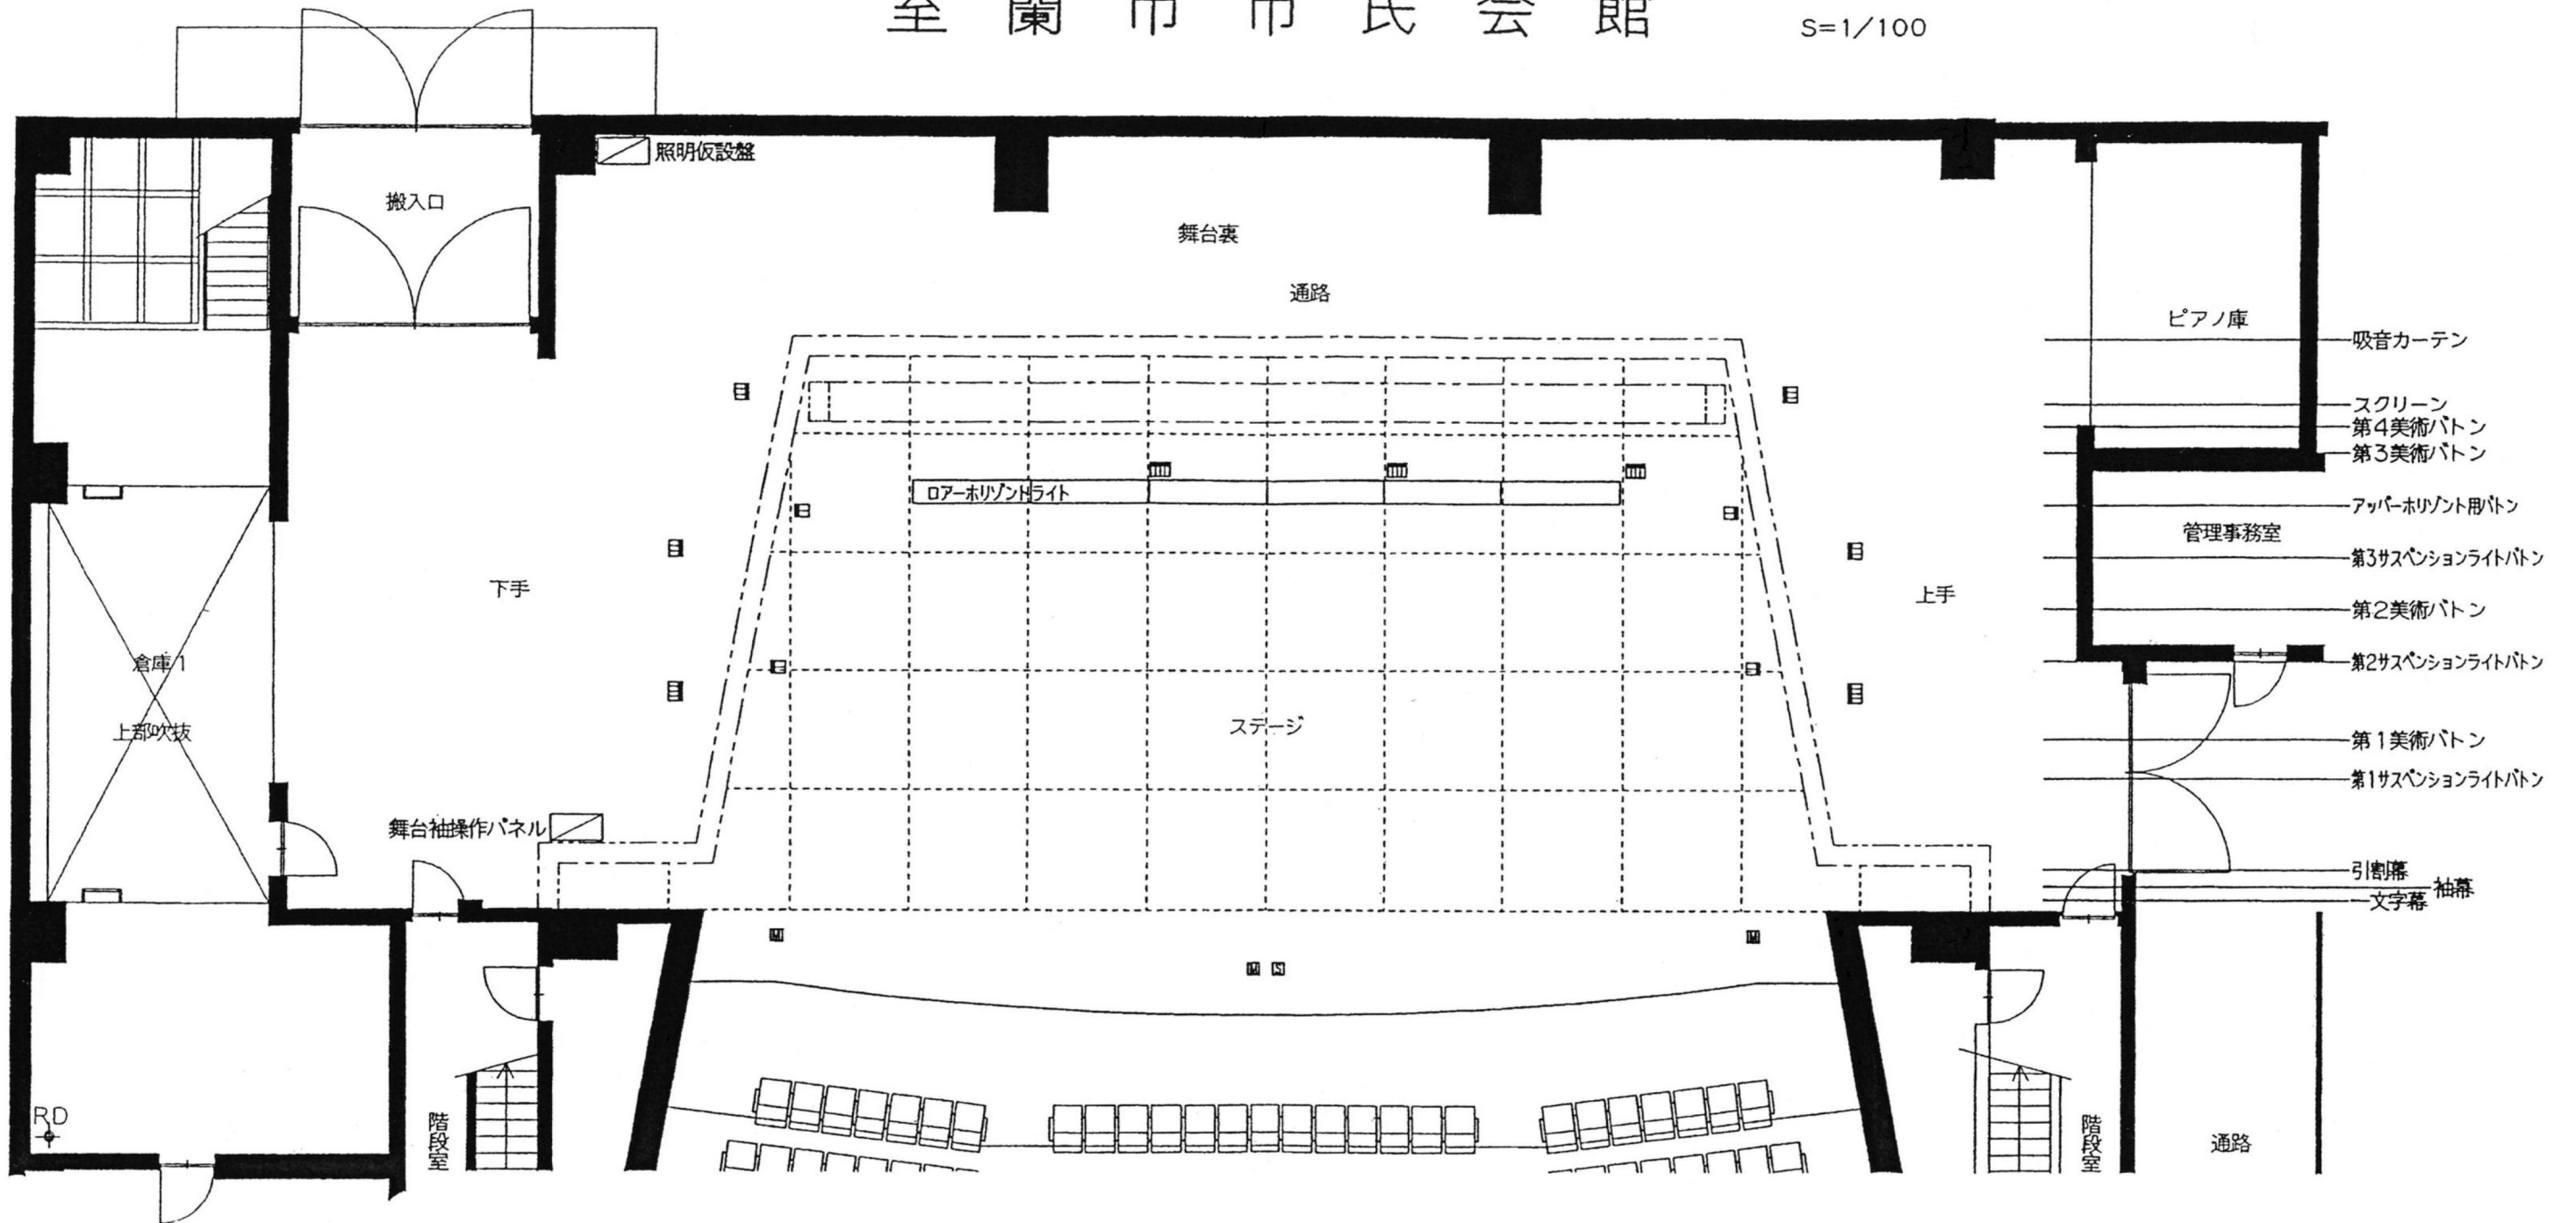 室蘭市市民会館
S=1/100
照明仮設盤
搬入口
舞台裏
通路
ピアノ庫
吸音カーテン
スクリーン
第4美術バトン
第3美術バトン
ロアーホリゾントライト
アッパーホリゾント用バトン
管理事務室
第3サスペンションライトバトン
下手
上手
第2美術バトン
倉庫1
第2サスペンションライトバトン
上部吹抜
ステージ
第1美術バトン
第1サスペンションライトバトン
舞台袖操作パネル
引割幕
袖幕
文字幕
M
M
M S
RD
階段室
階段室
通路